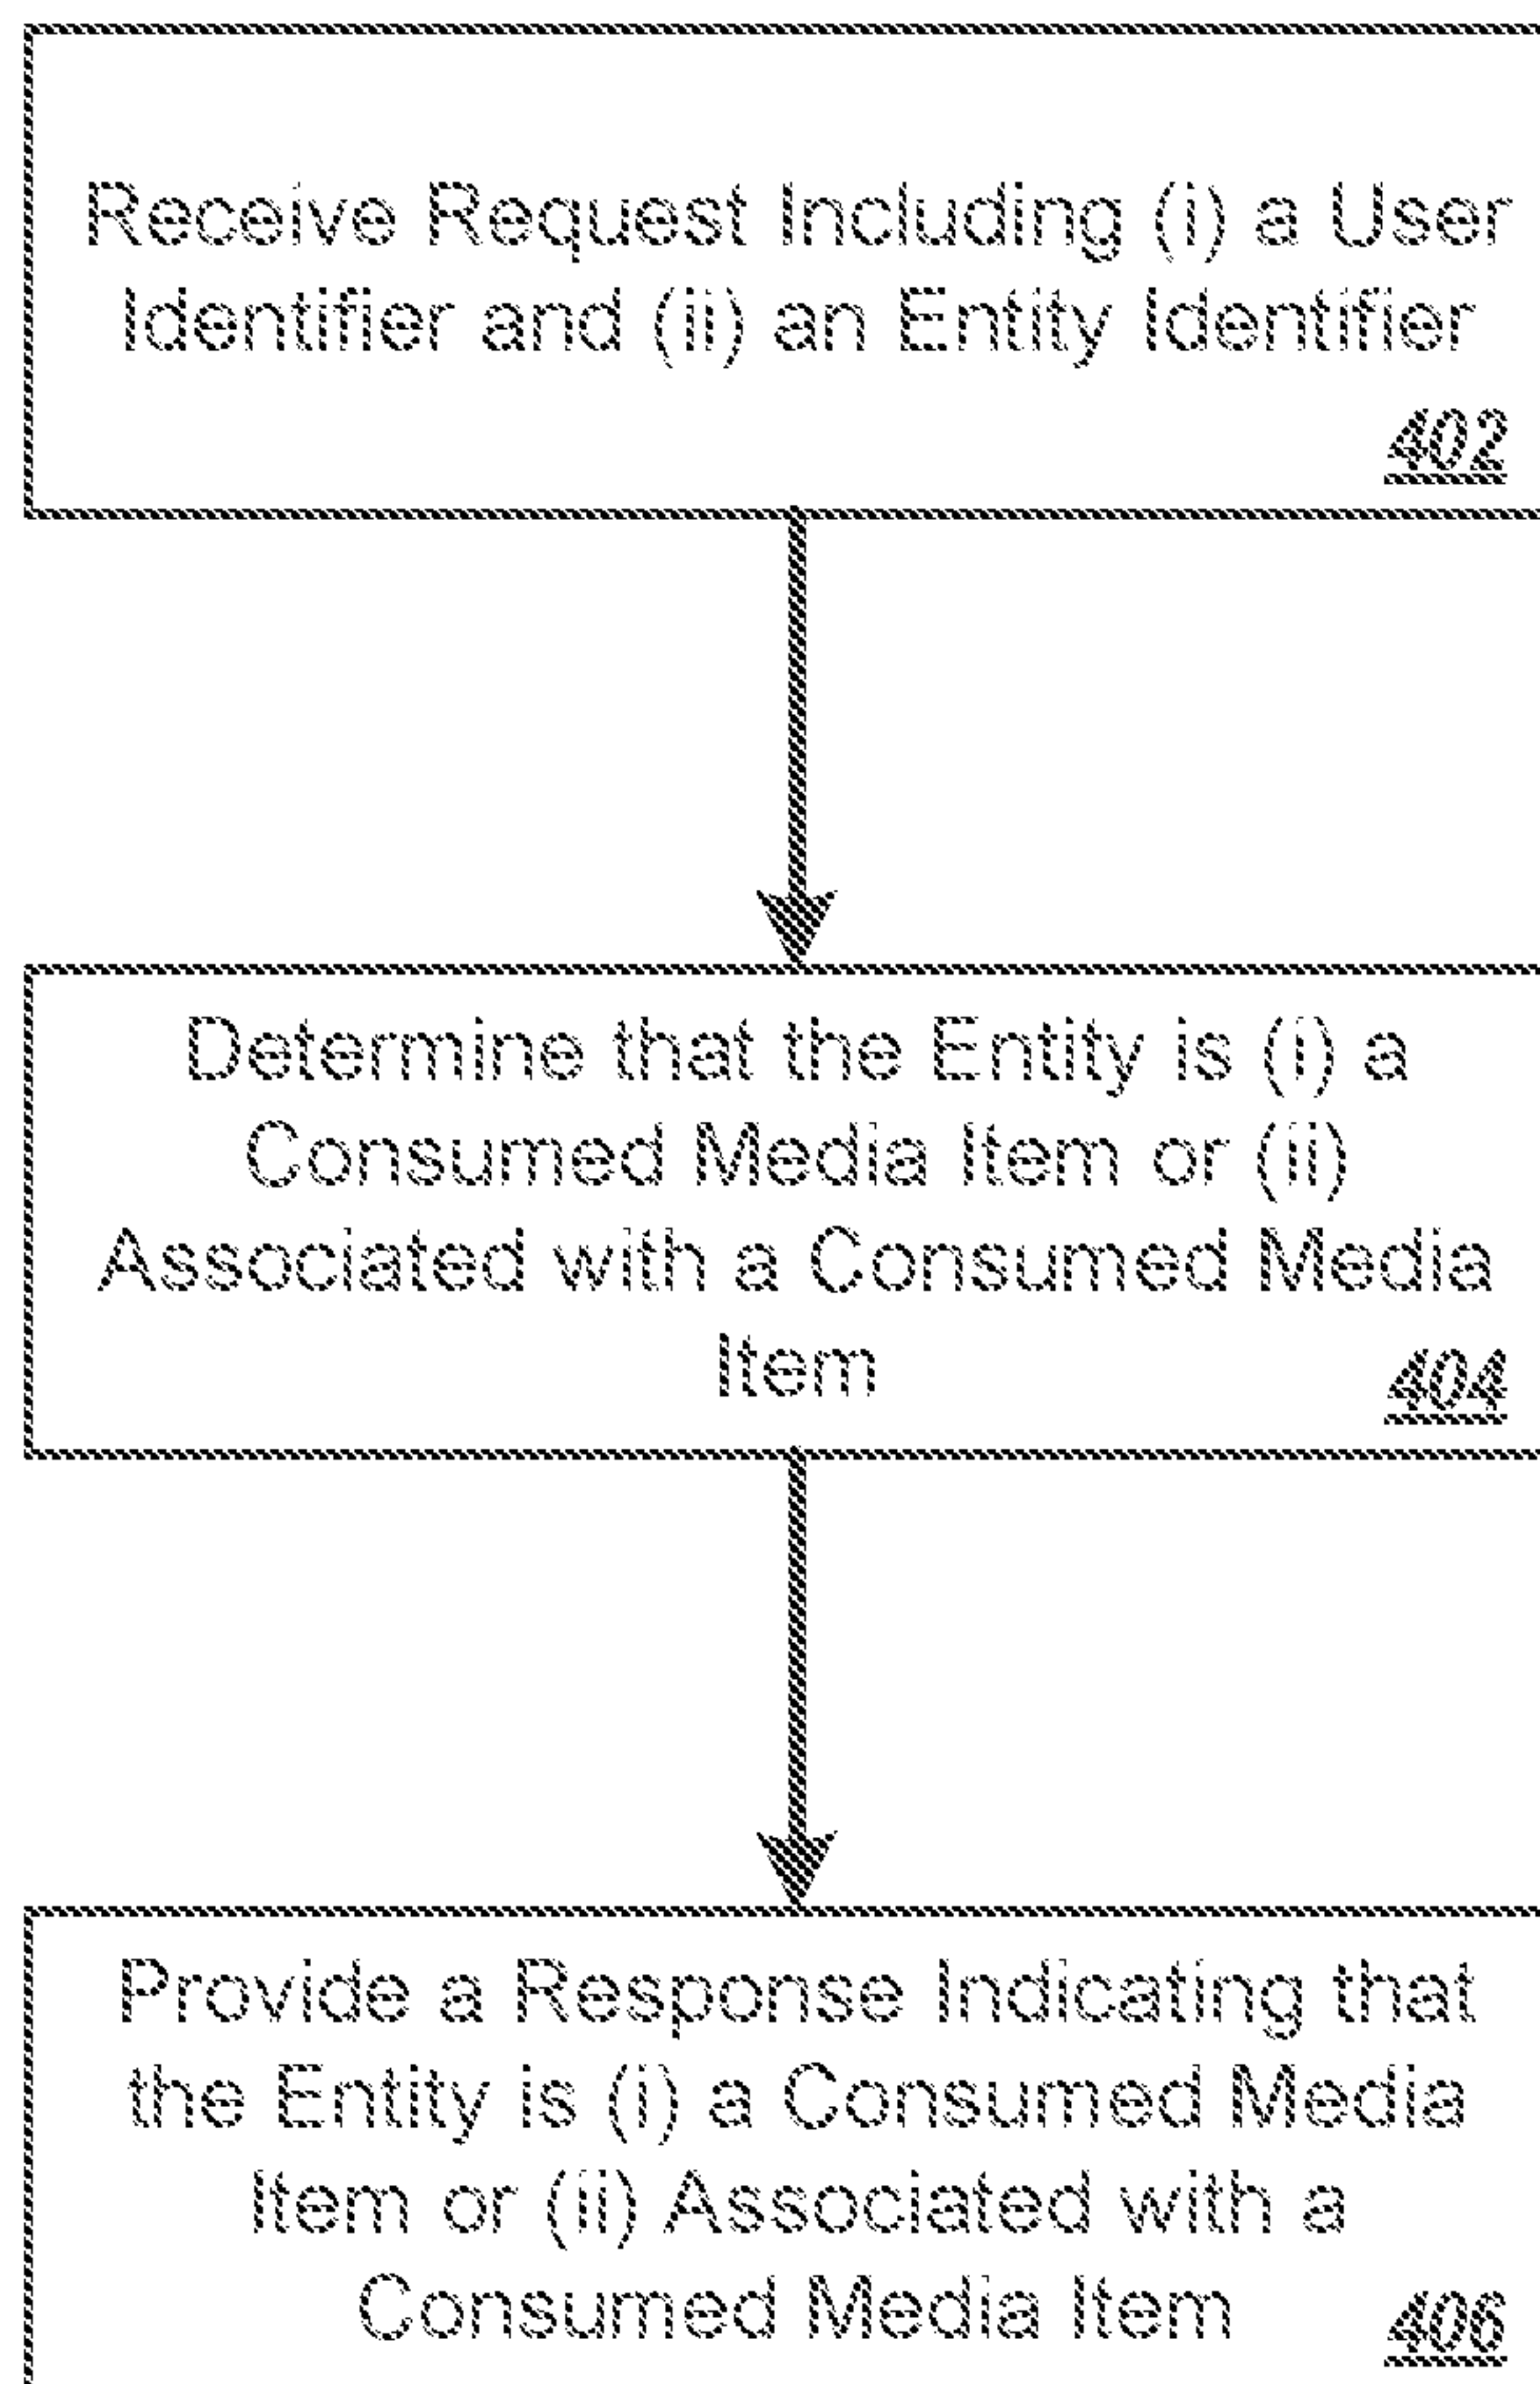 Receive Request Including (i) a User
Identifier and (ii) an Entity Identifier
402
Determine that the Entity is (i) a
Consumed Media Item or (ii)
Associated with a Consumed Media
Item
404
Provide a Response Indicating that
the Entity is (i) a Consumed Media
Item or (ii) Associated with a
Consumed Media Item
406